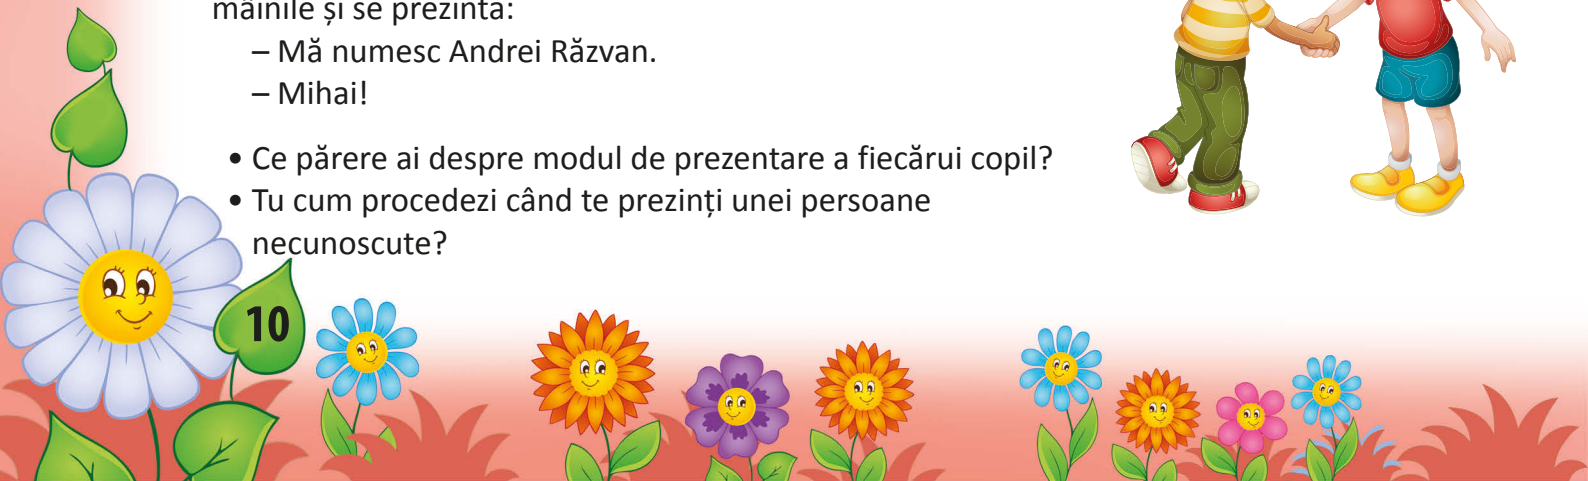 mâinile și se prezintă:
– Mă numesc Andrei Răzvan.
– Mihai!
• Ce părere ai despre modul de prezentare a fiecărui copil?
• Tu cum procedezi când te prezinți unei persoane
necunoscute?
10